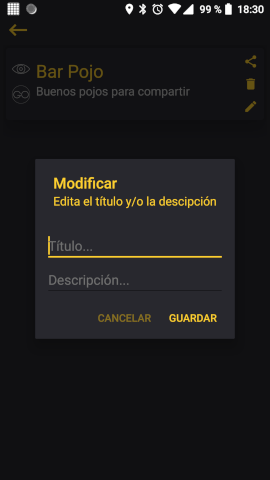 99 % 18:30
Bar Pojo
GO
Buenos pojos para compartir
Modificar
Edita el título y/o la descipción
Título...
Descripción...
CANCELAR GUARDAR